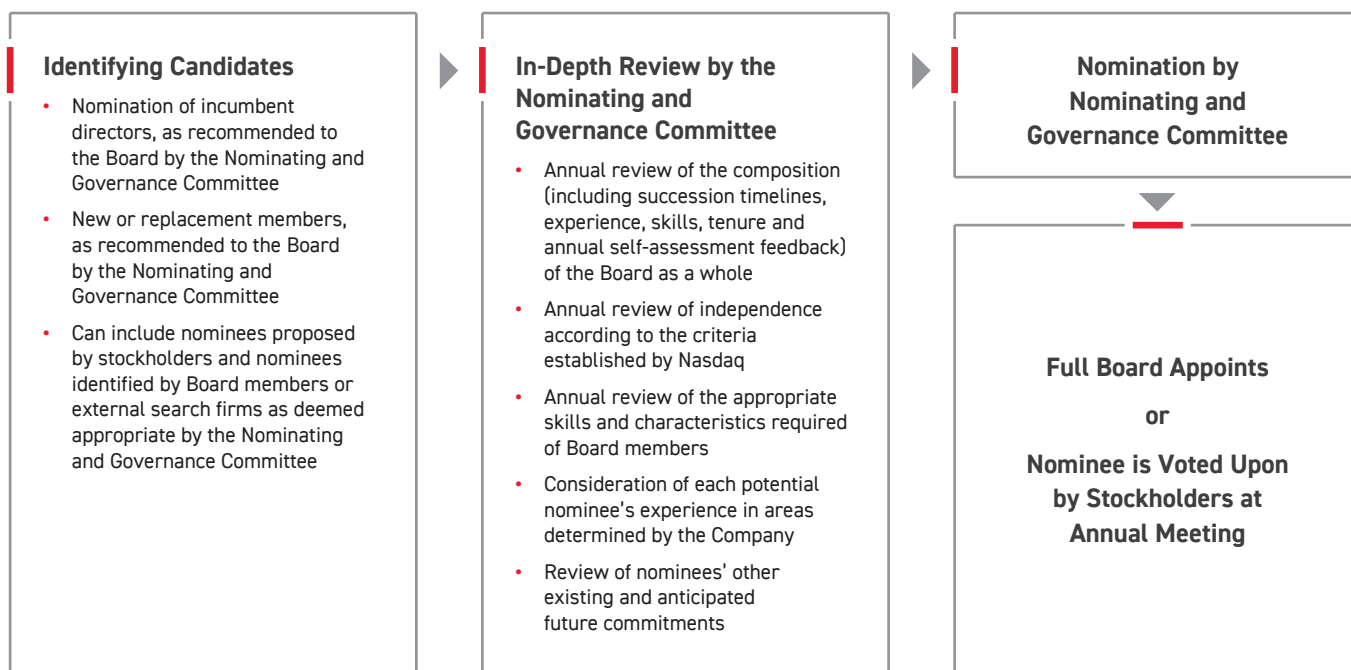 Identifying Candidates
• Nomination of incumbent
directors, as recommended to
the Board by the Nominating and
Governance Committee
• New or replacement members,
as recommended to the Board
by the Nominating and
Governance Committee
• Can include nominees proposed
by stockholders and nominees
identified by Board members or
external search firms as deemed
appropriate by the Nominating
and Governance Committee
In-Depth Review by the
Nominating and
Governance Committee
• Annual review of the composition
(including succession timelines,
experience, skills, tenure and
annual self-assessment feedback)
of the Board as a whole
• Annual review of independence
according to the criteria
established by Nasdaq
• Annual review of the appropriate
skills and characteristics required
of Board members
• Consideration of each potential
nominee’s experience in areas
determined by the Company
• Review of nominees’ other
existing and anticipated
future commitments
Nomination by
Nominating and
Governance Committee
Full Board Appoints
or
Nominee is Voted Upon
by Stockholders at
Annual Meeting